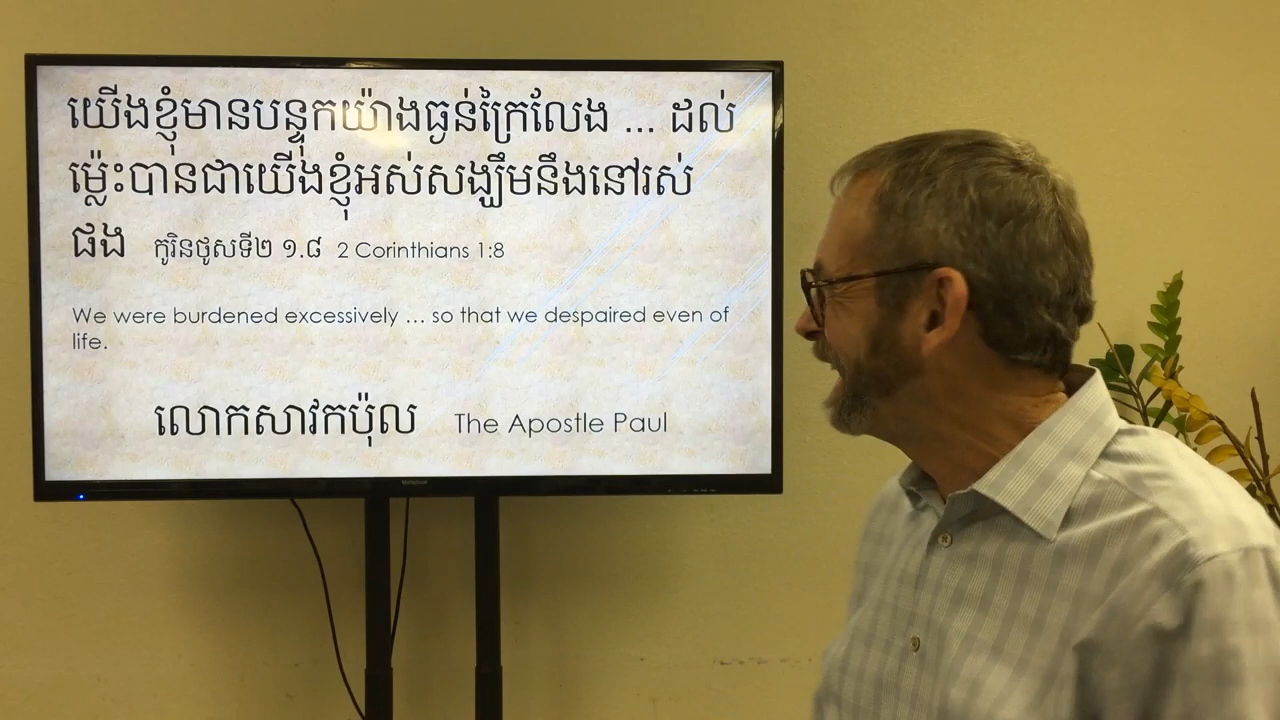 យើងខ្ញុំមានបន្ទុកយ៉ាងធ្ងន់ក្រៃលែង ... ដល់
ម៉្លេះបានជាយើងខ្ញុំអស់សង្ឃឹមនឹងនៅរស់
ផង កូរិនថូសទី២ ១.៨ 2 Corinthians 1:8
We were burdened excessively ... so that we despaired even of
life.
លោកសាវកប៉ុល The Apostle Paul